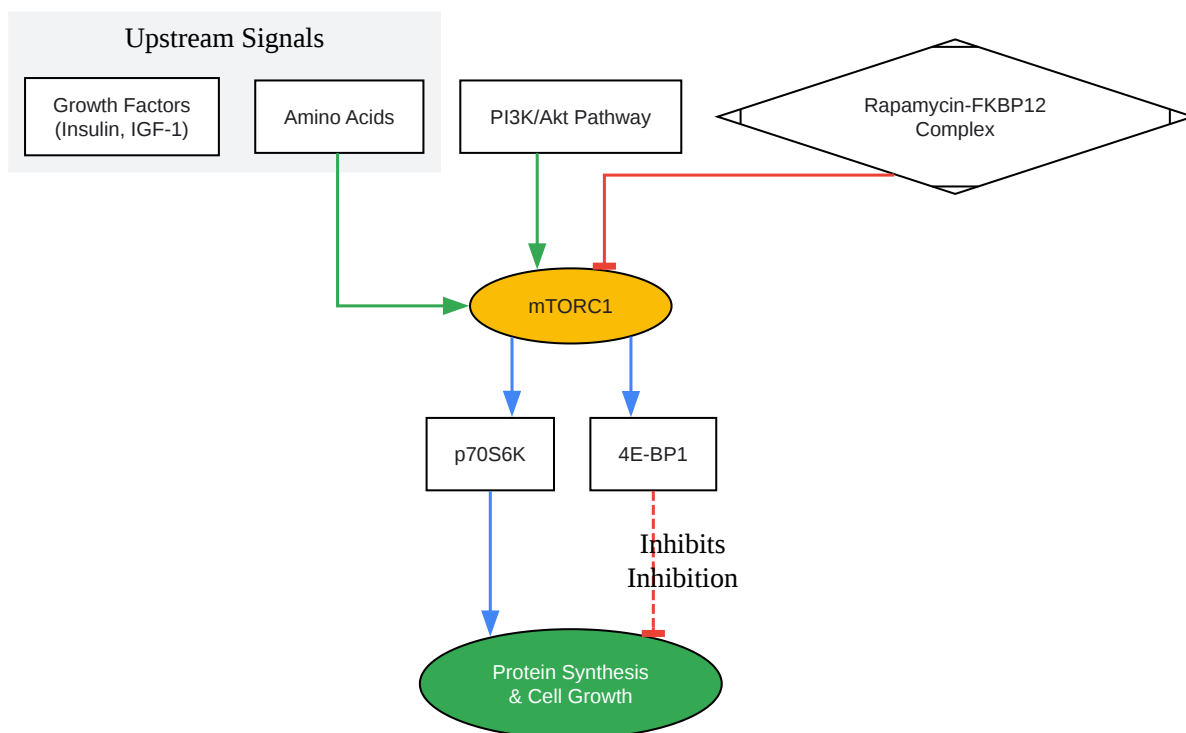 Upstream Signals
Growth Factors
(Insulin, IGF-1)
Amino Acids
PI3K/Akt Pathway
Rapamycin-FKBP12
Complex
mTORC1
p70S6K
4E-BP1
Inhibits
Inhibition
Protein Synthesis
& Cell Growth